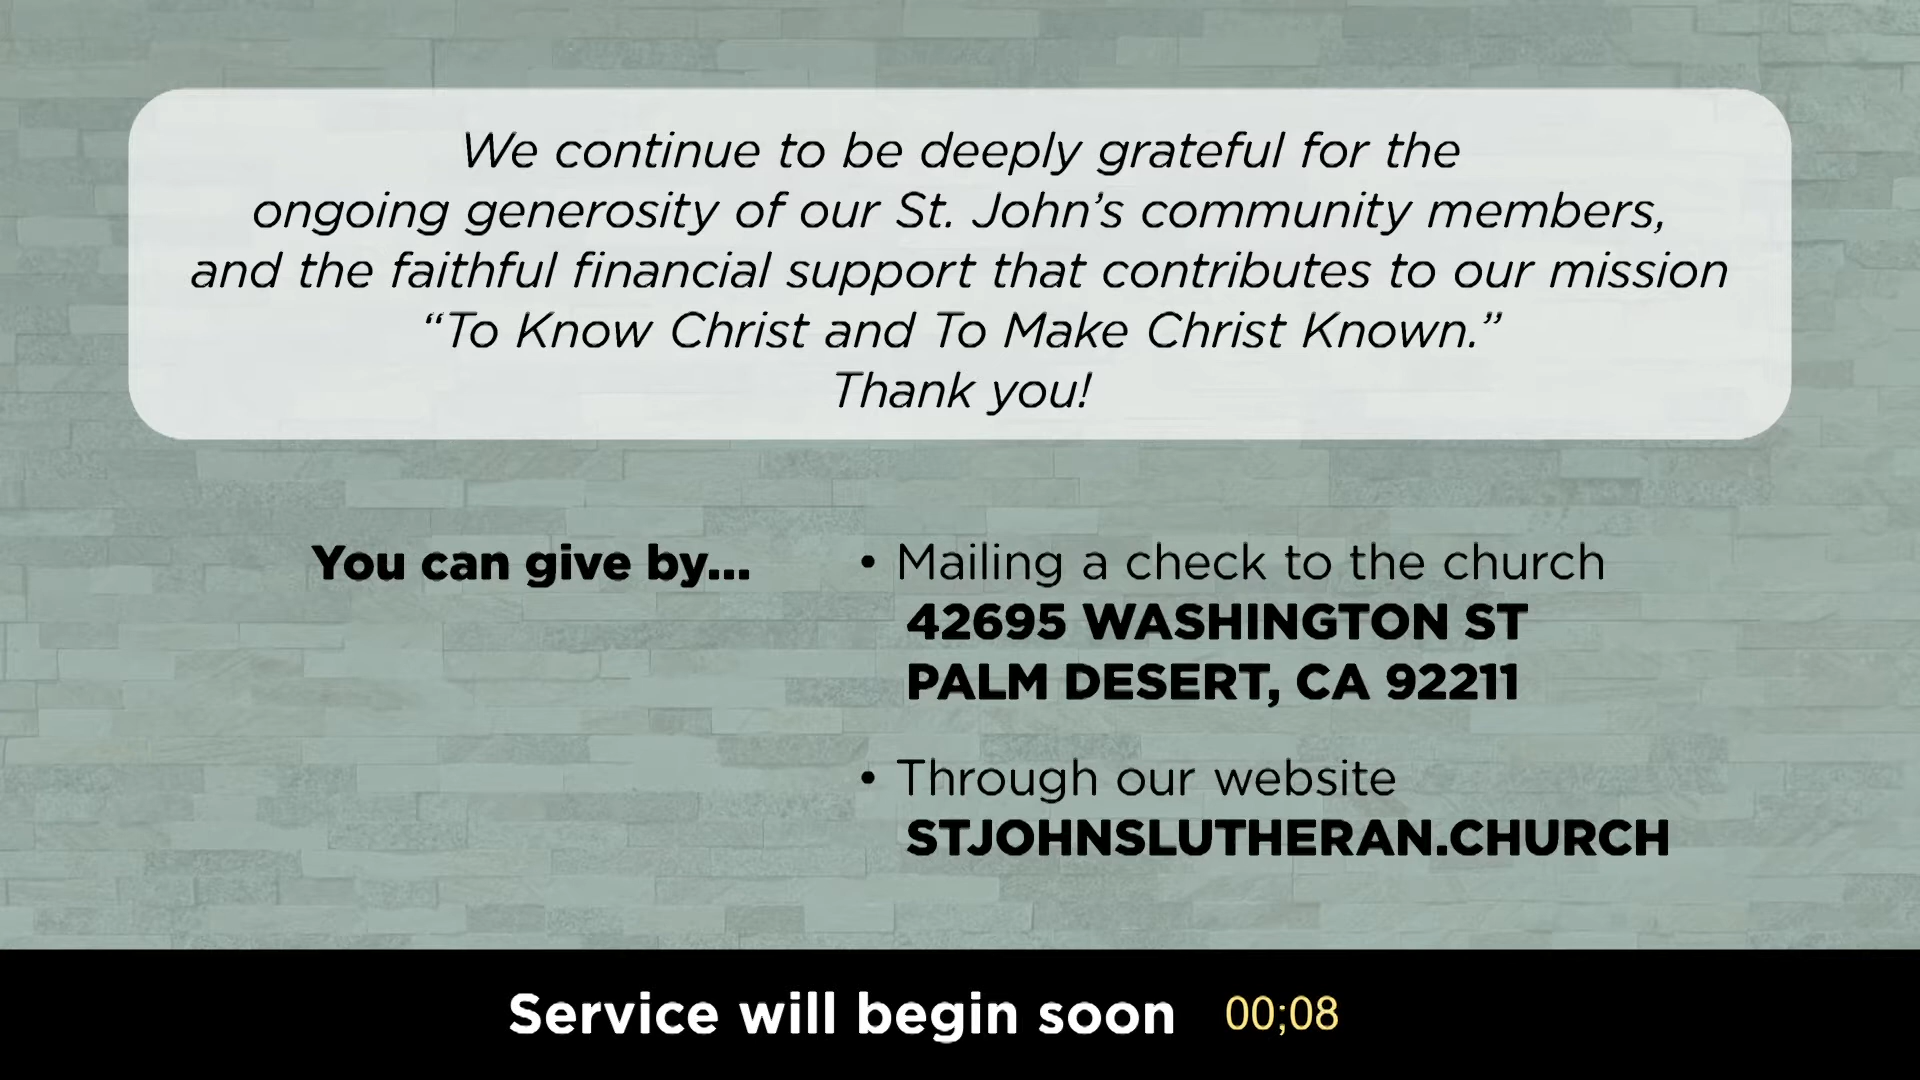 We continue to be deeply grateful for the
ongoing generosity of our St. John’s community members,
and the faithful financial support that contributes to our mission
“To Know Christ and To Make Christ Known.”
Thank you!
You can give by...
• Mailing a check to the church
42695 WASHINGTON ST
PALM DESERT, CA 92211
• Through our website
STJOHNSLUTHERAN.CHURCH
Service will begin soon 00;08